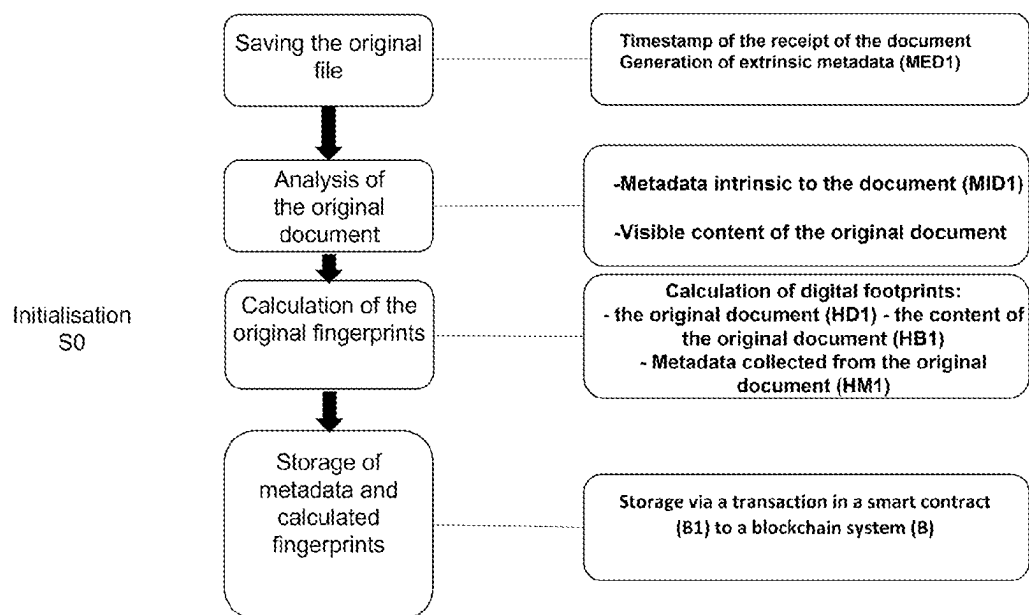 Saving the original
file
Timestamp of the receipt of the document
Generation of extrinsic metadata (MED1)
Analysis of
the original
document
-Metadata intrinsic to the document (MID1)
-Visible content of the original document
Initialisation
S0
Calculation of the
original fingerprints
Calculation of digital footprints:
- the original document (HD1) - the content of
the original document (HB1)
- Metadata collected from the original
document (HM1)
Storage of
metadata and
calculated
fingerprints
Storage via a transaction in a smart contract
(B1) to a blockchain system (B)